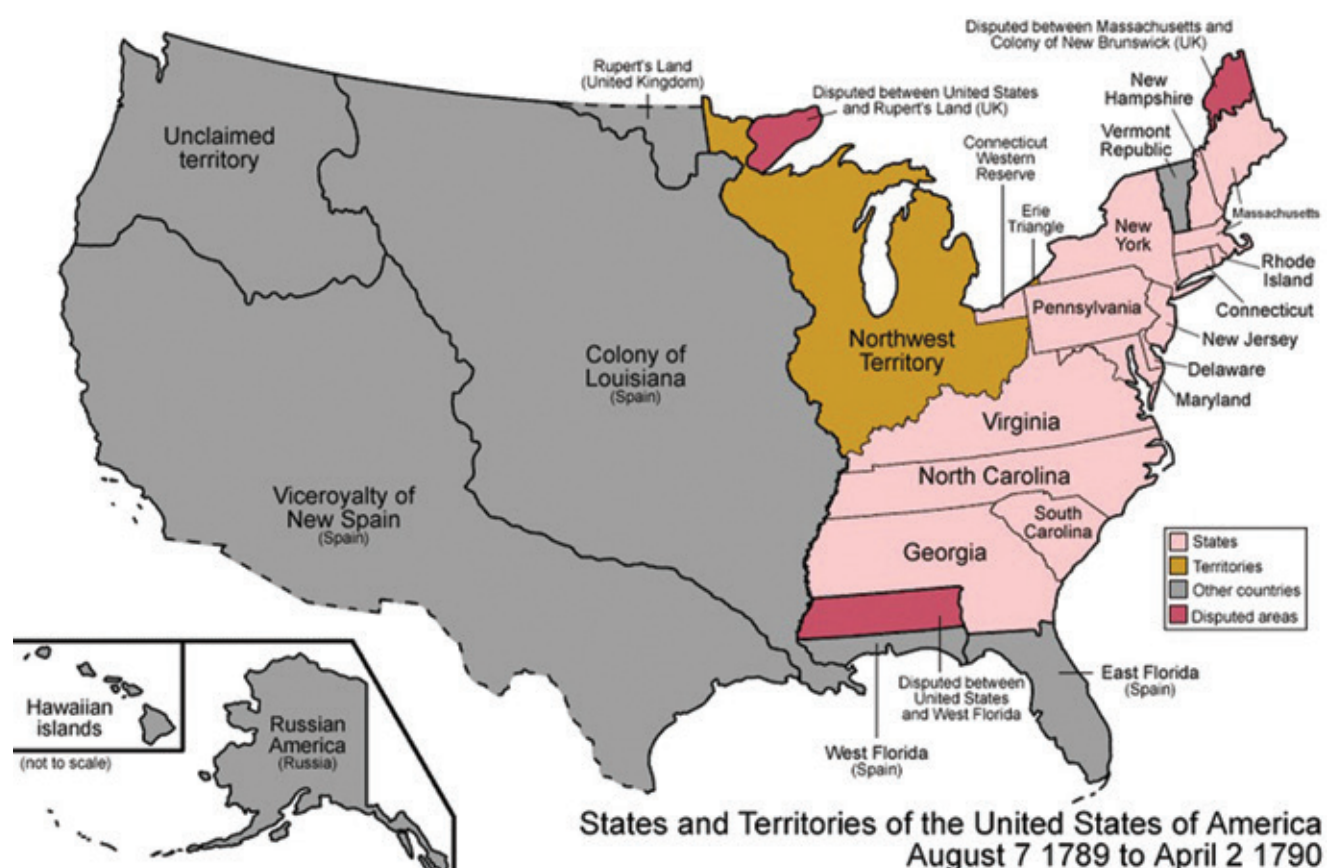 Disputed between Massachusetts and
Colony of New Brunswick (UK)
Rupert's Land
(United Kingdom)
Disputed between United States
and Rupert's Land (UK)
New
Hampshire
Vermont
Republic
Connecticut
Western
Reserve
Unclaimed
territory
Erie
Triangle
New
York
Massachusetts
Rhode
Island
Connecticut
Pennsylvania
New Jersey
Delaware
Maryland
Northwest
Territory
Colony of
Louisiana
(Spain)
Virginia
North Carolina
South
Carolina
Georgia
Viceroyalty of
New Spain
(Spain)
States
Territories
Other countries
Disputed areas
East Florida
(Spain)
Disputed between
United States
and West Florida
West Florida
(Spain)
Hawaiian
islands
(not to scale)
Russian
America
(Russia)
States and Territories of the United States of America
August 7 1789 to April 2 1790